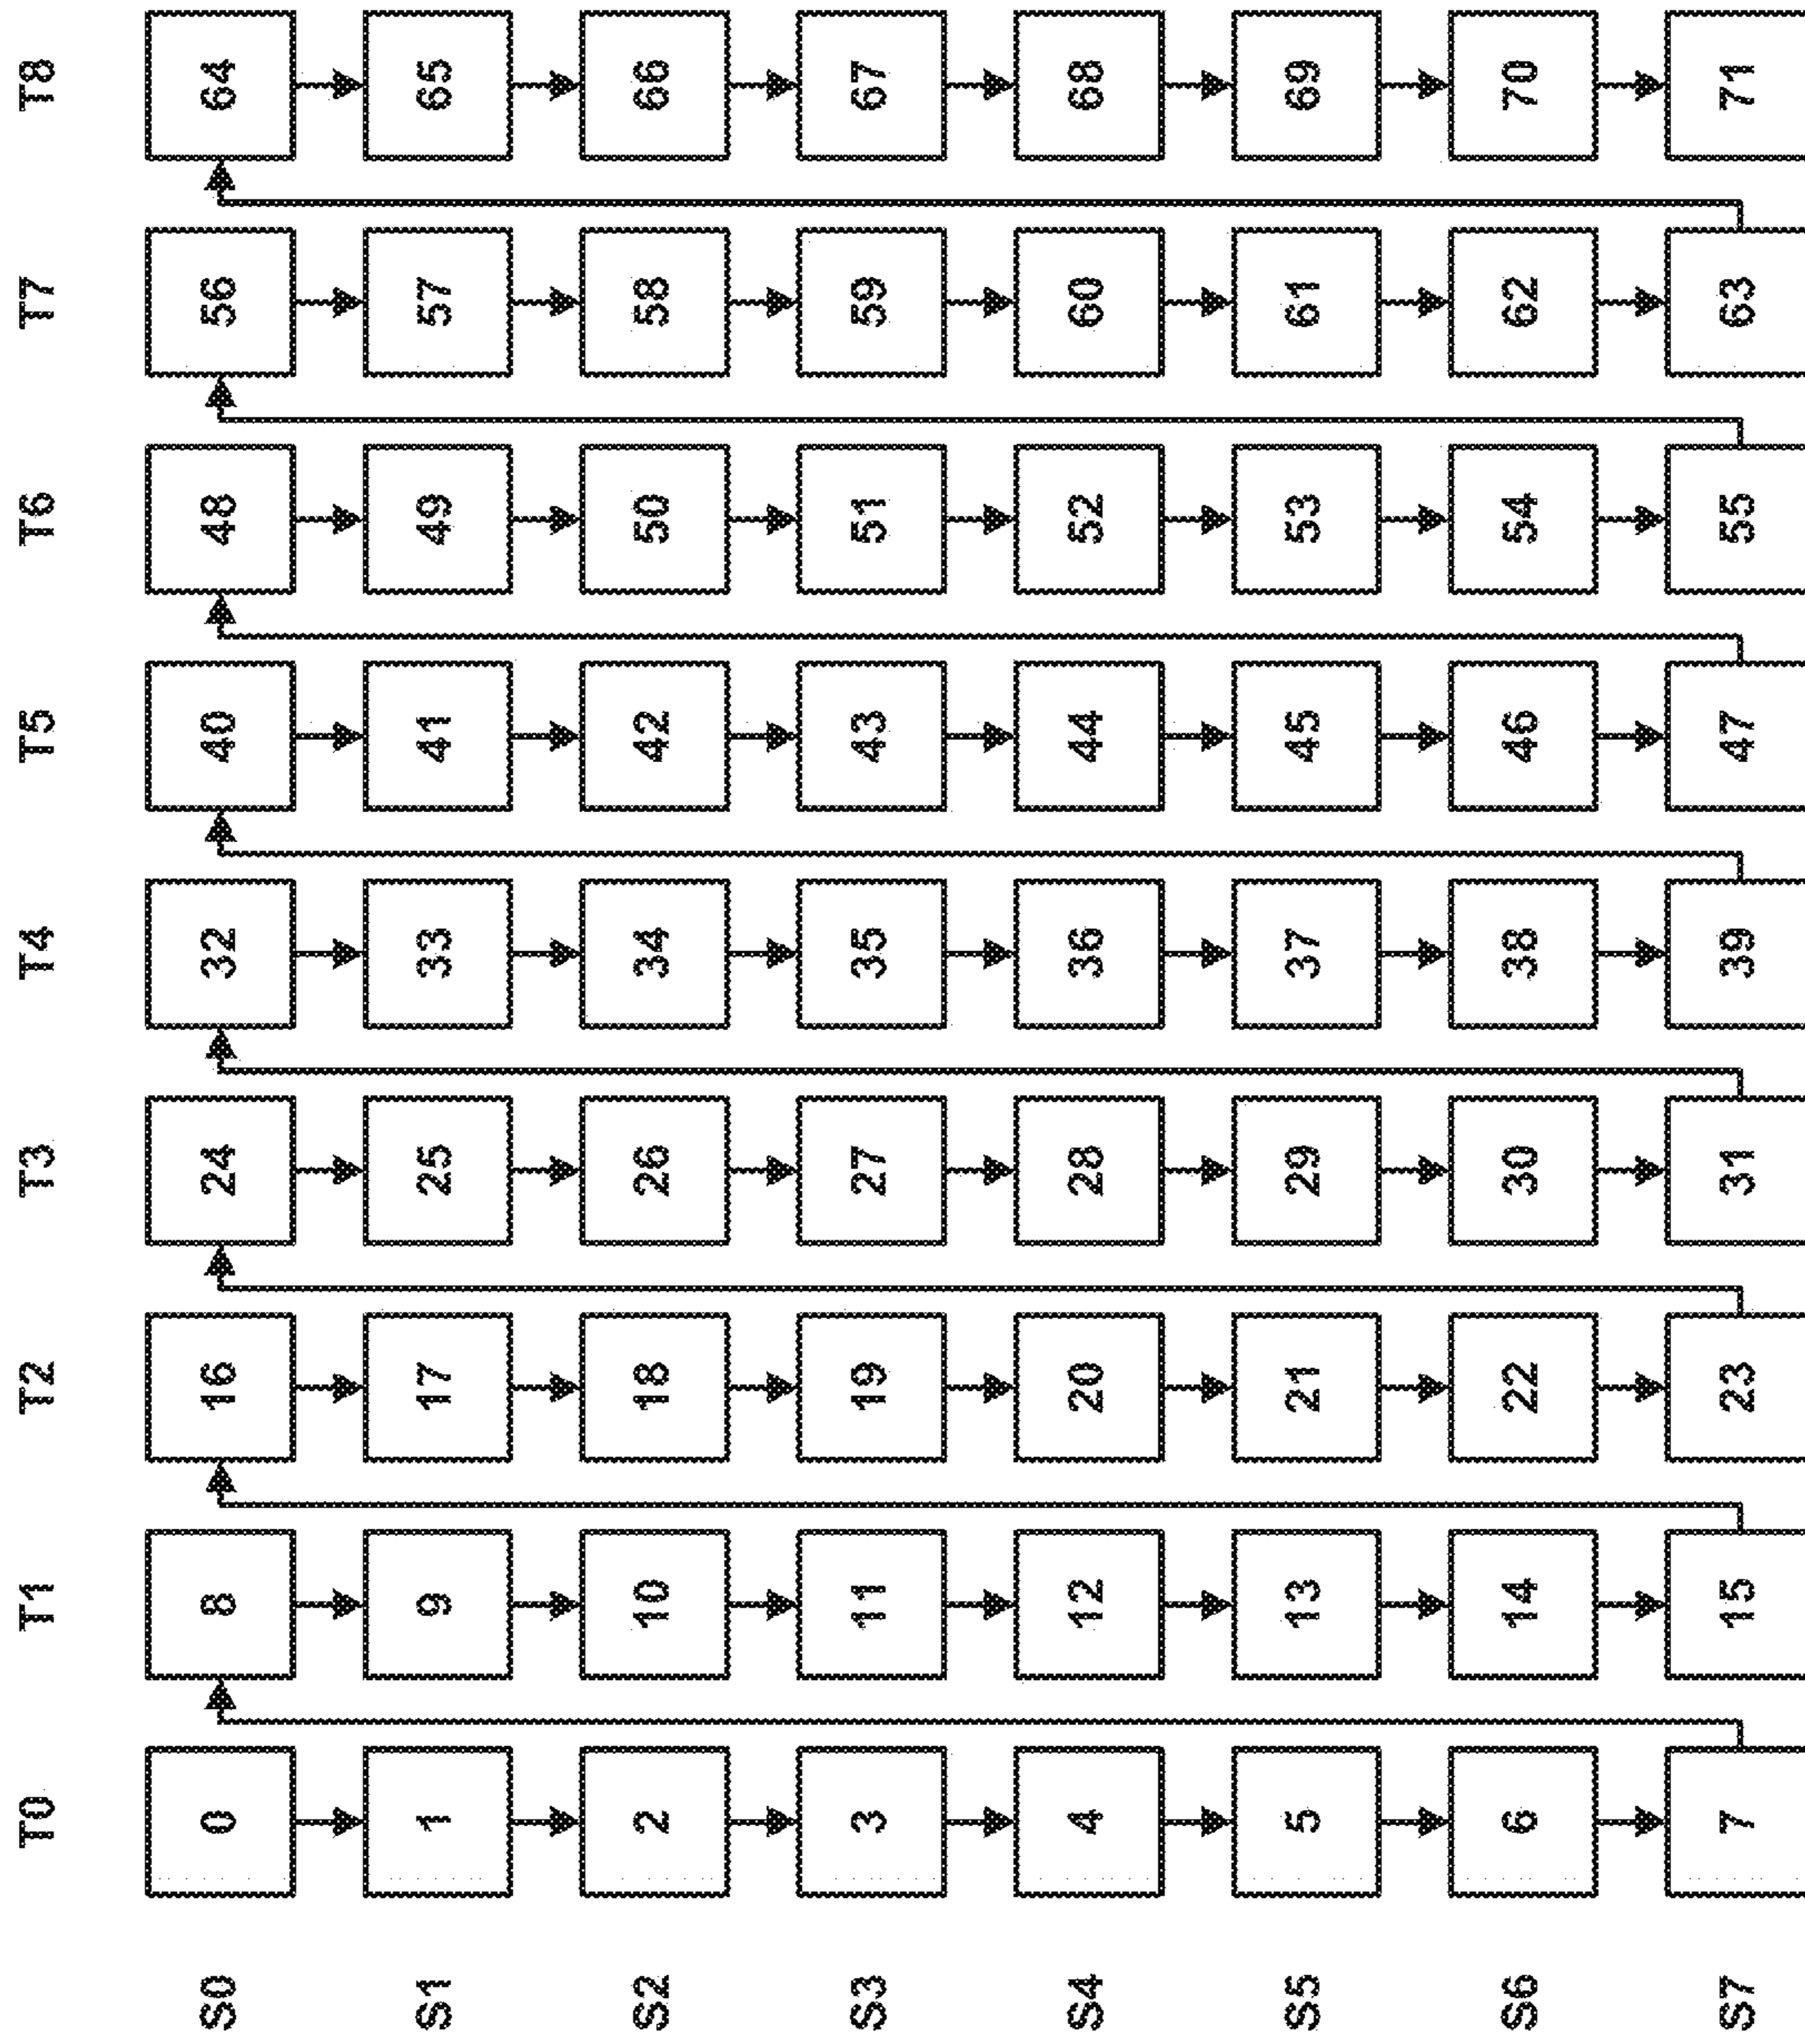 T0 T1 T2 T3 T4 T5 T6 T7 T8
S0 0 8 16 24 32 40 48 56 64
S1 1 9 17 25 33 41 49 57 65
S2 2 10 18 26 34 42 50 58 66
S3 3 11 19 27 35 43 51 59 67
S4 4 12 20 28 36 44 52 60 68
S5 5 13 21 29 37 45 53 61 69
S6 6 14 22 30 38 46 54 62 70
S7 7 15 23 31 39 47 55 63 71